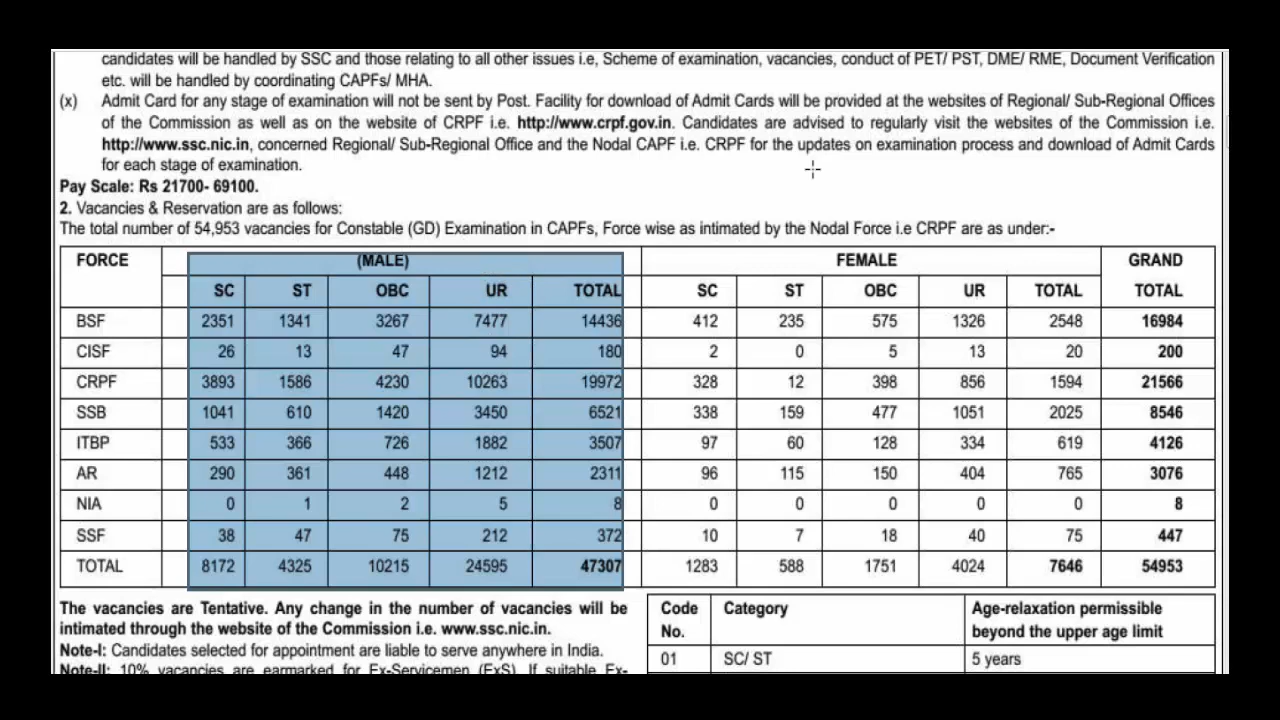 candidates will be handled by SSC and those relating to all other issues i.e, Scheme of examination, vacancies, conduct of PET/ PST, DME/ RME, Document Verification
etc. will be handled by coordinating CAPFs/ MHA.
(x) Admit Card for any stage of examination will not be sent by Post. Facility for download of Admit Cards will be provided at the websites of Regional/ Sub-Regional Offices
of the Commission as well as on the website of CRPF i.e. http://www.crpf.gov.in. Candidates are advised to regularly visit the websites of the Commission i.e.
http://www.ssc.nic.in, concerned Regional/ Sub-Regional Office and the Nodal CAPF i.e. CRPF for the updates on examination process and download of Admit Cards
for each stage of examination.
Pay Scale: Rs 21700- 69100.
2. Vacancies & Reservation are as follows:
The total number of 54,953 vacancies for Constable (GD) Examination in CAPFs, Force wise as intimated by the Nodal Force i.e CRPF are as under:-
FORCE (MALE) FEMALE GRAND
SC ST OBC UR TOTAL SC ST OBC UR TOTAL TOTAL
BSF 2351 1341 3267 7477 14436 412 235 575 1326 2548 16984
CISF 26 13 47 94 180 2 0 5 13 20 200
CRPF 3893 1586 4230 10263 19972 328 12 398 856 1594 21566
SSB 1041 610 1420 3450 6521 338 159 477 1051 2025 8546
ITBP 533 366 726 1882 3507 97 60 128 334 619 4126
AR 290 361 448 1212 2311 96 115 150 404 765 3076
NIA 0 1 2 5 8 0 0 0 0 0 8
SSF 38 47 75 212 372 10 7 18 40 75 447
TOTAL 8172 4325 10215 24595 47307 1283 588 1751 4024 7646 54953
The vacancies are Tentative. Any change in the number of vacancies will be
intimated through the website of the Commission i.e. www.ssc.nic.in.
Note-I: Candidates selected for appointment are liable to serve anywhere in India.
Note-II: 10% vacancies are earmarked for Ex-Servicemen (ExS). If suitable Ex-
Code Category Age-relaxation permissible
No. beyond the upper age limit
01 SC/ ST 5 years